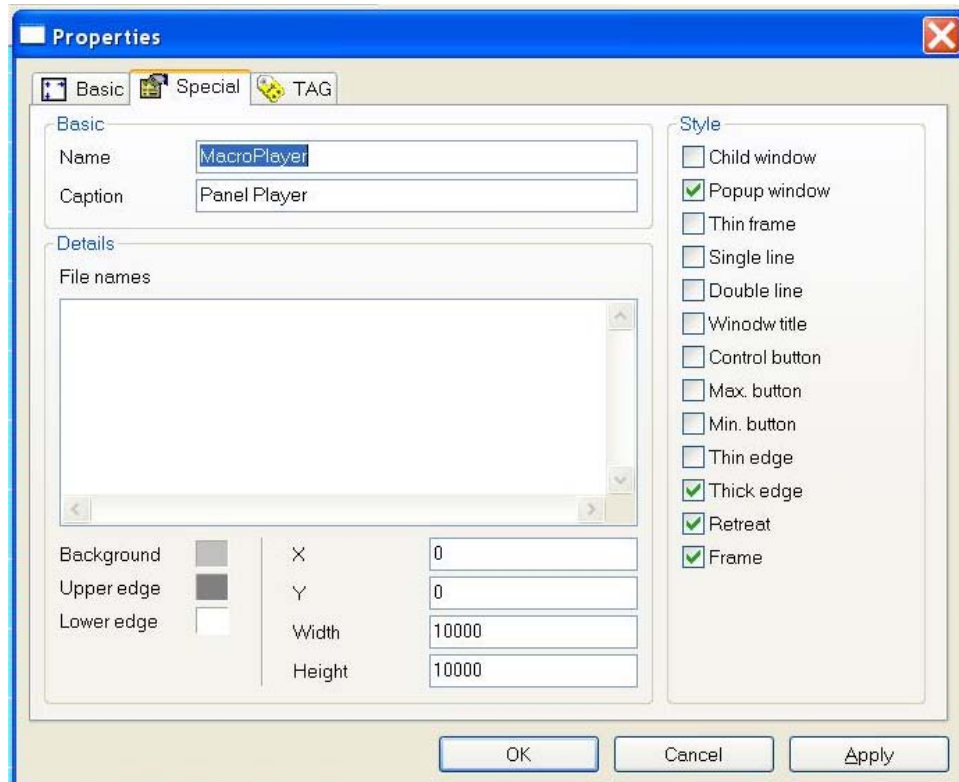 Properties
Basic Special TAG
Basic
Name MacroPlayer
Caption Panel Player
Details
File names
Background
Upper edge
Lower edge
X 0
Y 0
Width 10000
Height 10000
Style
Child window
Popup window
Thin frame
Single line
Double line
Winodw title
Control button
Max. button
Min. button
Thin edge
Thick edge
Retreat
Frame
OK Cancel Apply